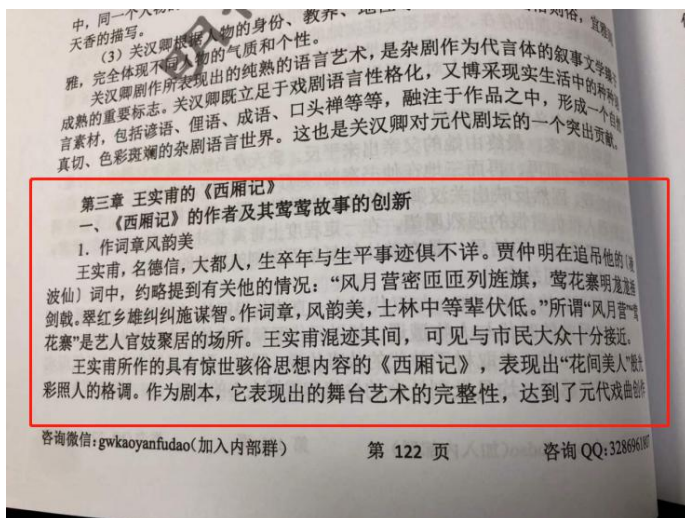 中，同一个人物的
天香的描写。
（3）关汉卿根据人物的身份、教养、
雅，完全体现不同人物的气质和个性。
关汉卿剧作所表现出的纯熟的语言艺术，是杂剧作为代言体的叙事文学
成熟的重要标志。关汉卿既立足于戏剧语言性格化，又博采现实生活中的种种
言素材，包括谚语、俚语、成语、口头禅等等，融注于作品之中，形成一个自然
真切、色彩斑斓的杂剧语言世界。这也是关汉卿对元代剧坛的一个突出贡献。
第三章 王实甫的《西厢记》
一、《西厢记》的作者及其莺莺故事的创新
1. 作词章风韵美
王实甫，名德信，大都人，生卒年与生平事迹俱不详。贾仲明在追吊他的〔凌
波仙〕词中，约略提到有关他的情况：“风月营密匝匝列旌旗，莺花寨明飚飚排
剑戟。翠红乡雄纠纠施谋智。作词章，风韵美，士林中等辈伏低。”所谓“风月营”“莺
花寨”是艺人官妓聚居的场所。王实甫混迹其间，可见与市民大众十分接近。
王实甫所作的具有惊世骇俗思想内容的《西厢记》，表现出“花间美人”般光
彩照人的格调。作为剧本，它表现出的舞台艺术的完整性，达到了元代戏曲创作
咨询微信：gwkaoyanfudao（加入内部群） 第 122 页 咨询 QQ：3286961807